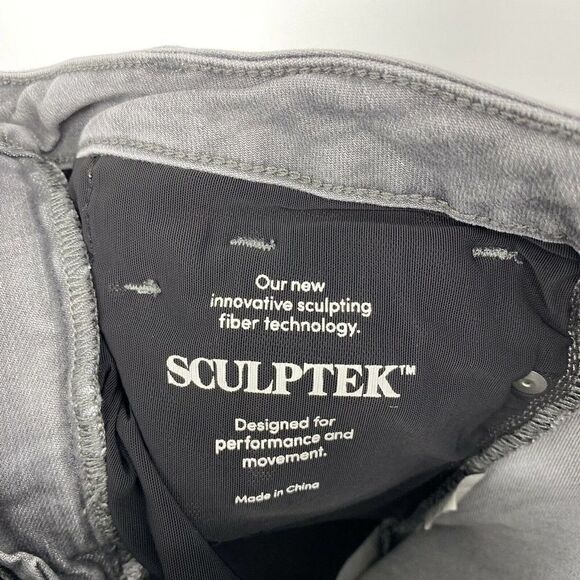 Our new
innovative sculpting
fiber technology.
SCULPTEK™
Designed for
performance and
movement.
Made in China